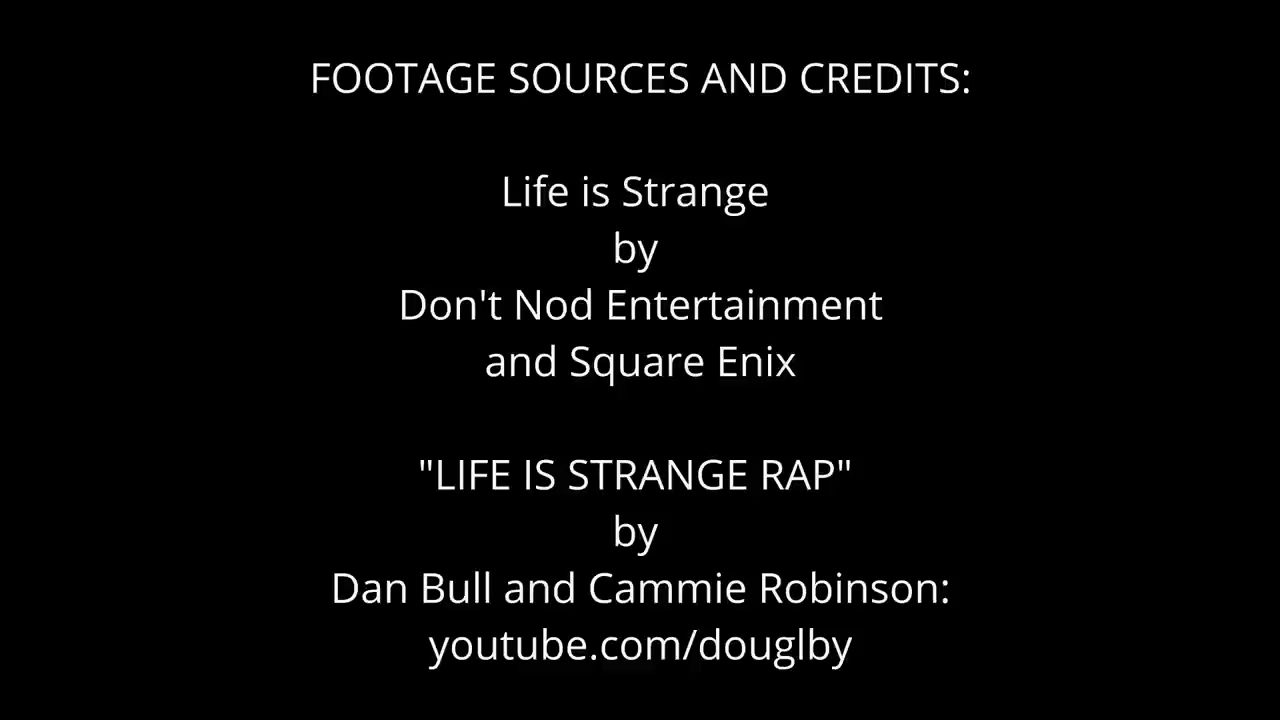 FOOTAGE SOURCES AND CREDITS:
Life is Strange
by
Don't Nod Entertainment
and Square Enix
"LIFE IS STRANGE RAP"
by
Dan Bull and Cammie Robinson:
youtube.com/douglby